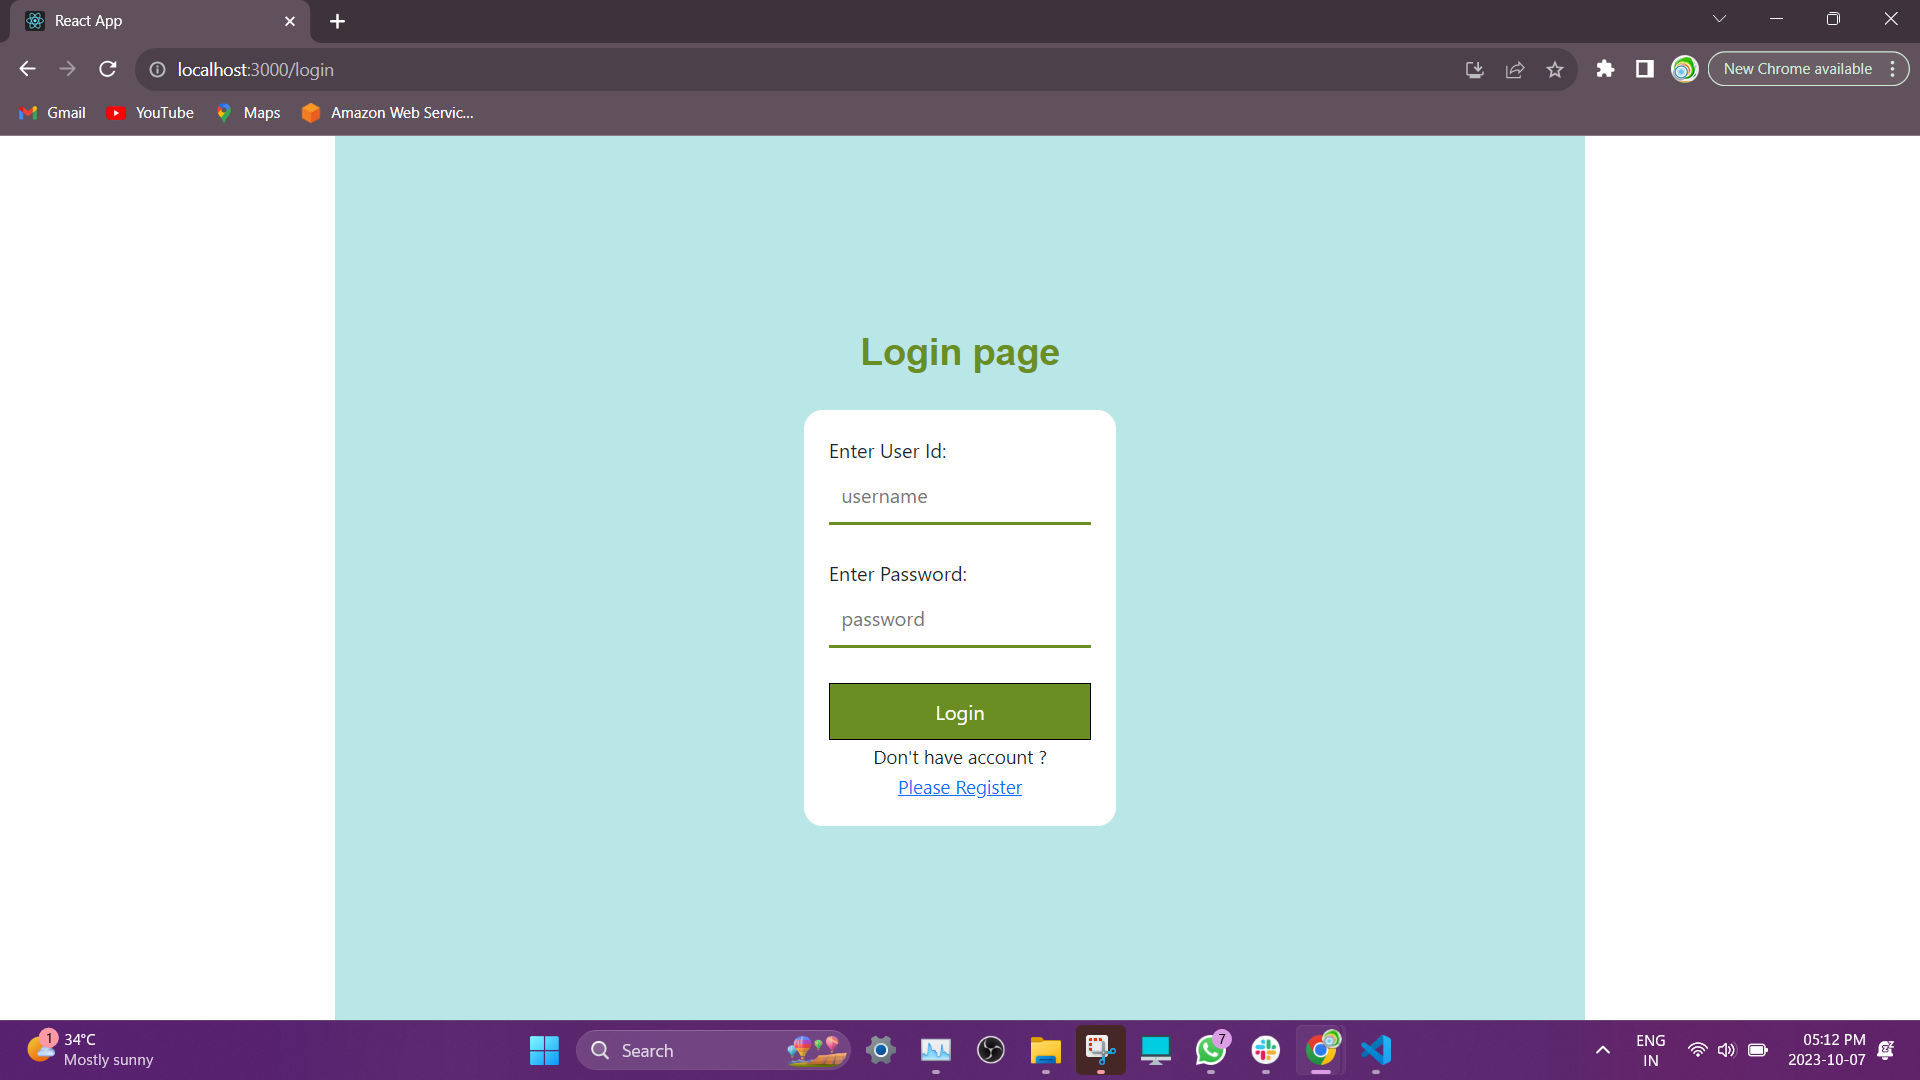 React App
localhost:3000/login
New Chrome available
Gmail
YouTube
Maps
Amazon Web Servic...
Login page
Enter User Id:
username
Enter Password:
password
Login
Don't have account ?
Please Register
1
34°C
Mostly sunny
Search
7
ENG
IN
05:12 PM
2023-10-07